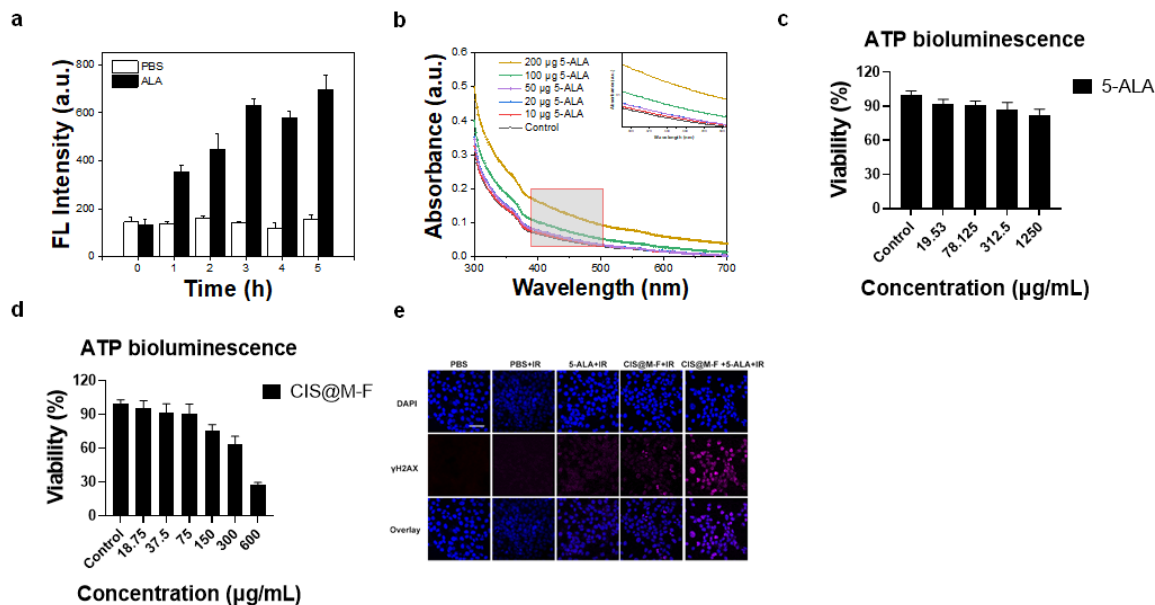 a
FL Intensity (a.u.)
PBS
ALA
800
600
400
200
0
0 1 2 3 4 5
Time (h)
b
Absorbance (a.u.)
0.6
0.5
0.4
0.3
0.2
0.1
0.0
200 µg 5-ALA
100 µg 5-ALA
50 µg 5-ALA
20 µg 5-ALA
10 µg 5-ALA
Control
Absorbance (a.u.)
Wavelength (nm)
300 400 500 600 700
Wavelength (nm)
c
ATP bioluminescence
5-ALA
Viability (%)
120
90
60
30
0
Control 19.53 78.125 312.5 1250
Concentration (µg/mL)
d
ATP bioluminescence
CIS@M-F
Viability (%)
120
90
60
30
0
Control 18.75 37.5 75 150 300 600
Concentration (µg/mL)
e
PBS PBS+IR 5-ALA+IR CIS@M-F+IR CIS@M-F +5-ALA+IR
DAPI
γH2AX
Overlay